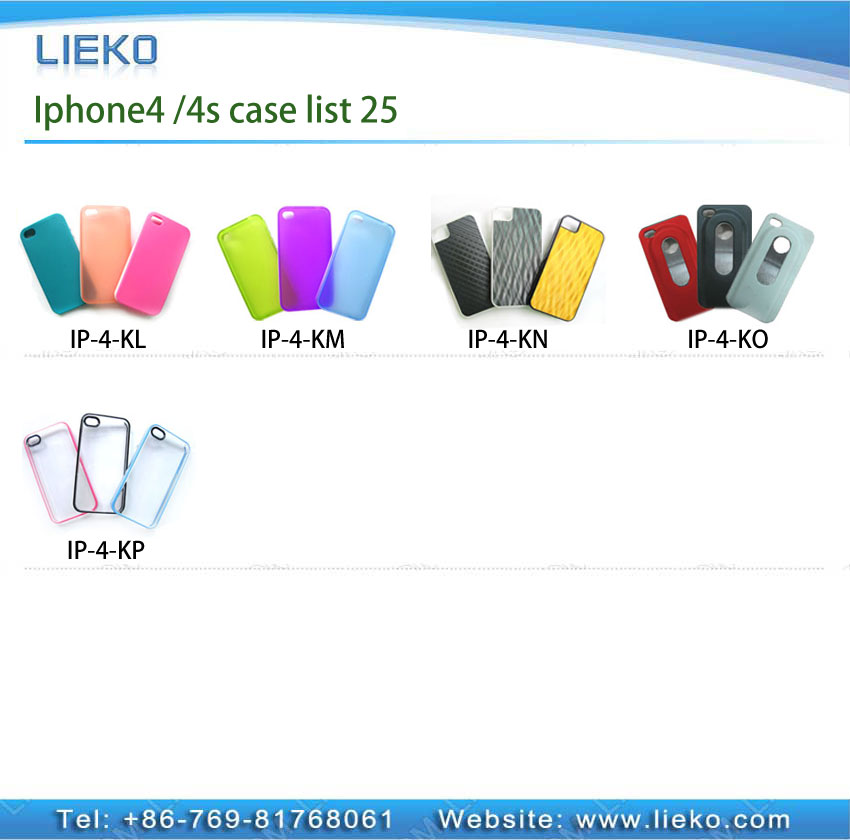 LIEKO
Iphone4 /4s case list 25
IP-4-KL IP-4-KM IP-4-KN IP-4-KO
IP-4-KP
Tel: +86-769-81768061 Website: www.lieko.com